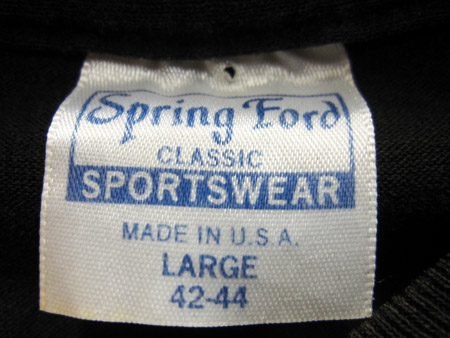 Spring Ford
CLASSIC
SPORTSWEAR
MADE IN U.S.A.
LARGE
42-44